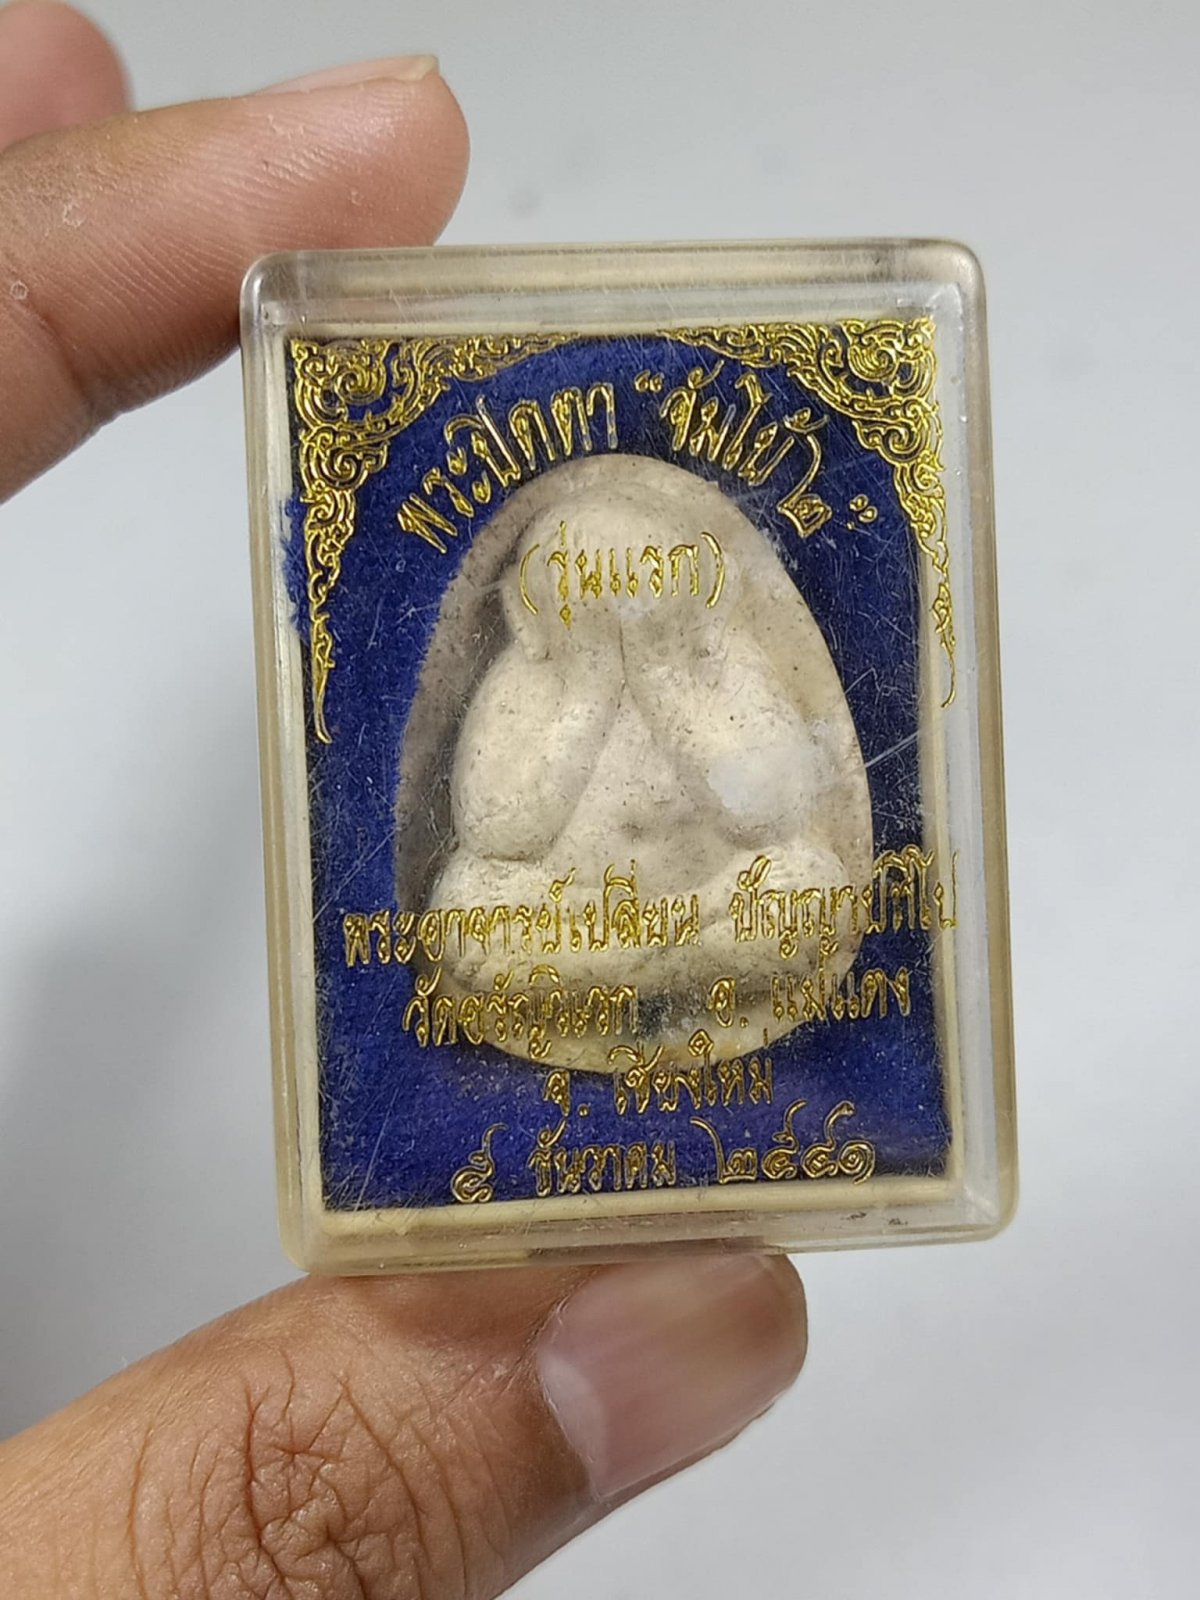 พระปิดตา “จัมโบ้ ๒”
(รุ่นแรก)
พระอาจารย์เปลี่ยน ปัญญาปทีโป
วัดอรัญวิเวก อ. แม่แตง
จ. เชียงใหม่
๕ ธันวาคม ๒๕๔๑